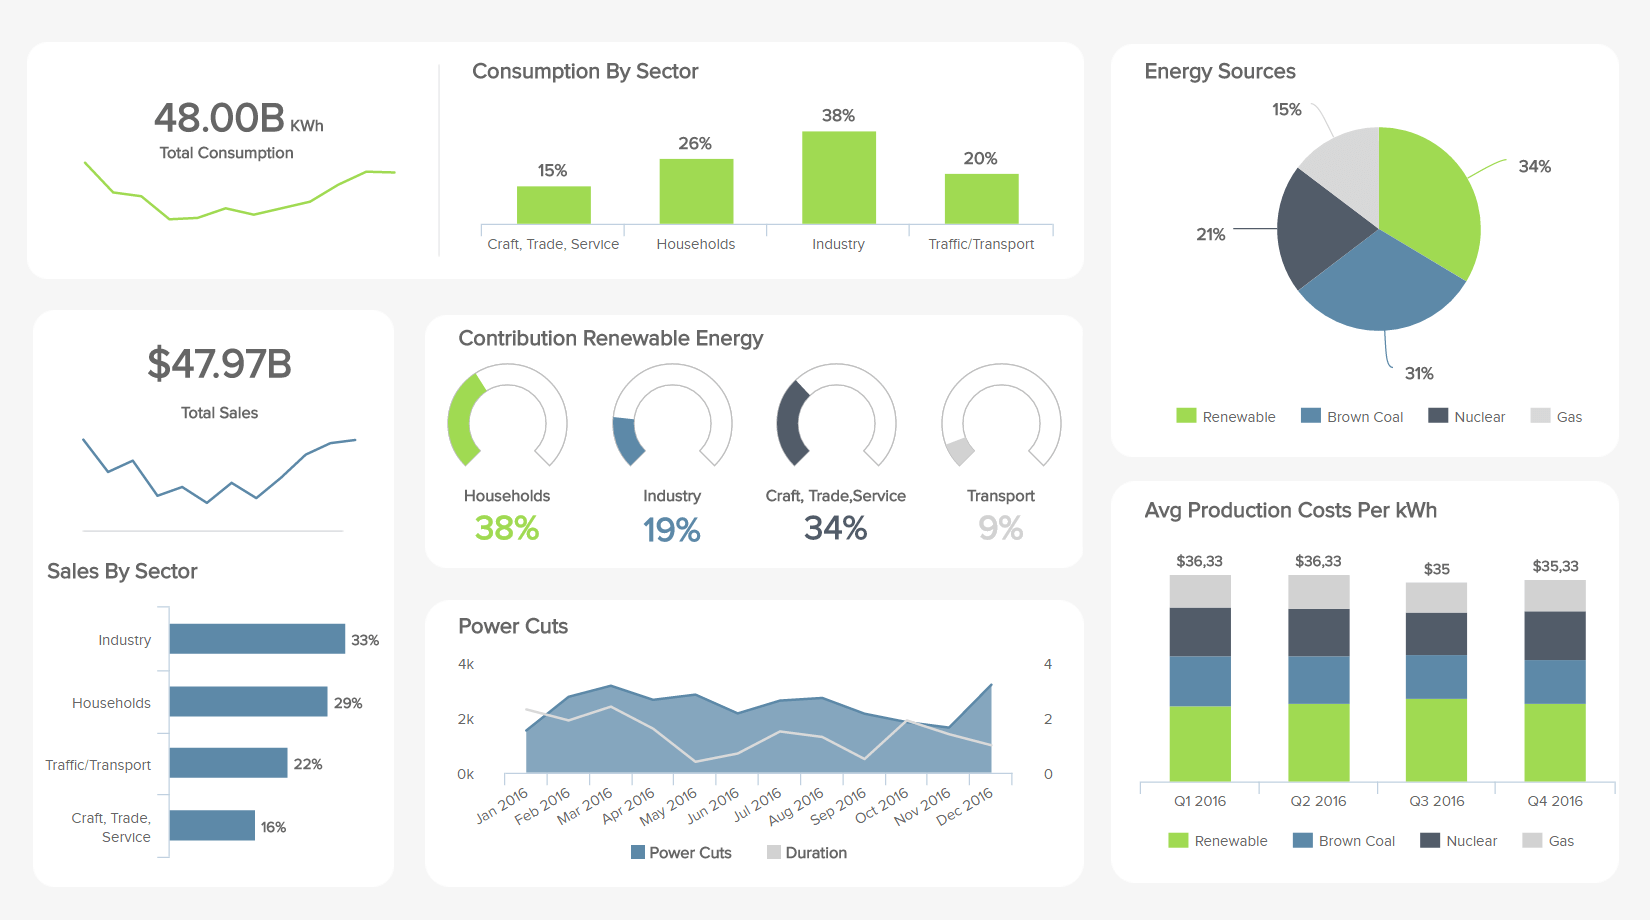 48.00B KWh
Total Consumption
Consumption By Sector
15%
26%
38%
20%
Craft, Trade, Service
Households
Industry
Traffic/Transport
Energy Sources
15%
34%
21%
31%
Renewable
Brown Coal
Nuclear
Gas
$47.97B
Total Sales
Sales By Sector
Industry
33%
Households
29%
Traffic/Transport
22%
Craft, Trade,
Service
16%
Contribution Renewable Energy
Households
Industry
Craft, Trade,Service
Transport
38%
19%
34%
9%
Power Cuts
4k
4
2k
2
0k
0
Jan 2016
Feb 2016
Mar 2016
Apr 2016
May 2016
Jun 2016
Jul 2016
Aug 2016
Sep 2016
Oct 2016
Nov 2016
Dec 2016
Power Cuts
Duration
Avg Production Costs Per kWh
$36,33
$36,33
$35
$35,33
Q1 2016
Q2 2016
Q3 2016
Q4 2016
Renewable
Brown Coal
Nuclear
Gas